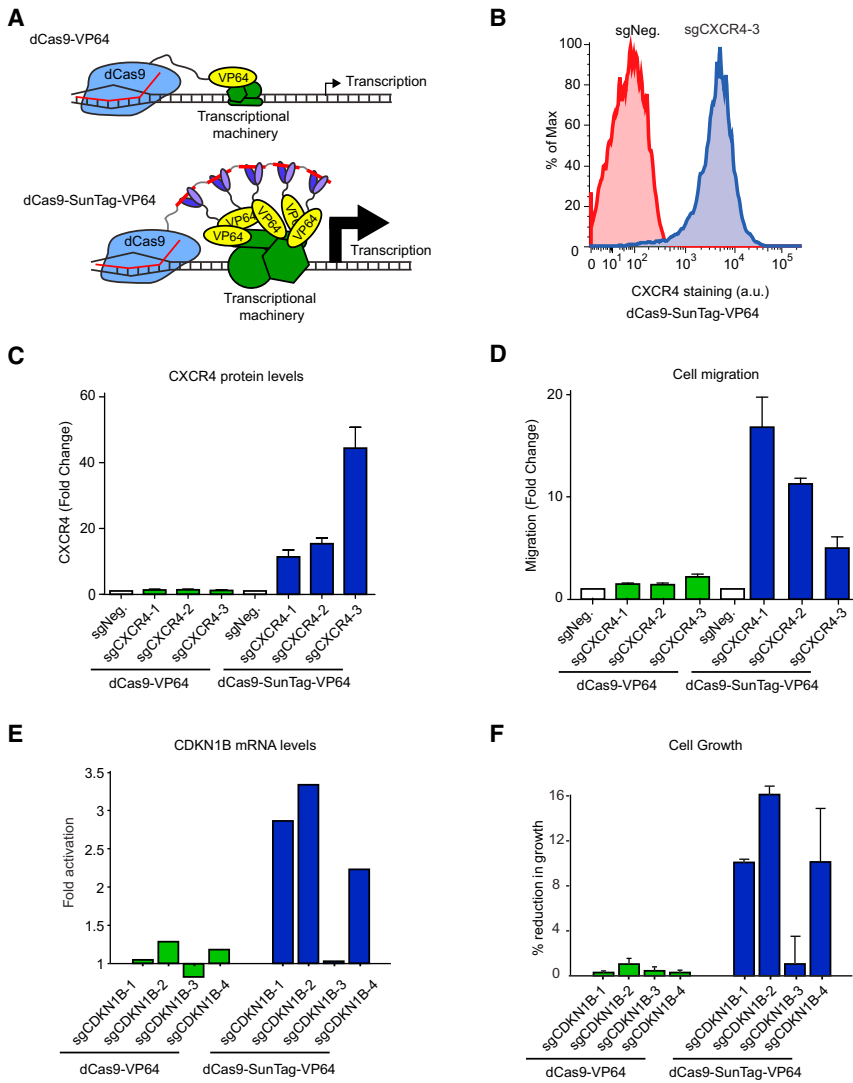 A
dCas9-VP64
dCas9
VP64
Transcription
Transcriptional
machinery
dCas9-SunTag-VP64
dCas9
VP64
VP64
VP64
VP64
VP64
Transcription
Transcriptional
machinery
B
sgNeg.
sgCXCR4-3
% of Max
100
80
60
40
20
0
0 10¹ 10² 10³ 10⁴ 10⁵
CXCR4 staining (a.u.)
dCas9-SunTag-VP64
C
CXCR4 protein levels
CXCR4 (Fold Change)
60
40
20
0
sgNeg. sgCXCR4-1 sgCXCR4-2 sgCXCR4-3 sgNeg. sgCXCR4-1 sgCXCR4-2 sgCXCR4-3
dCas9-VP64 dCas9-SunTag-VP64
D
Cell migration
Migration (Fold Change)
20
10
0
sgNeg. sgCXCR4-1 sgCXCR4-2 sgCXCR4-3 sgNeg. sgCXCR4-1 sgCXCR4-2 sgCXCR4-3
dCas9-VP64 dCas9-SunTag-VP64
E
CDKN1B mRNA levels
Fold activation
3.5
3
2.5
2
1.5
1
sgCDKN1B-1 sgCDKN1B-2 sgCDKN1B-3 sgCDKN1B-4 sgCDKN1B-1 sgCDKN1B-2 sgCDKN1B-3 sgCDKN1B-4
dCas9-VP64 dCas9-SunTag-VP64
F
Cell Growth
% reduction in growth
16
12
8
4
0
sgCDKN1B-1 sgCDKN1B-2 sgCDKN1B-3 sgCDKN1B-4 sgCDKN1B-1 sgCDKN1B-2 sgCDKN1B-3 sgCDKN1B-4
dCas9-VP64 dCas9-SunTag-VP64